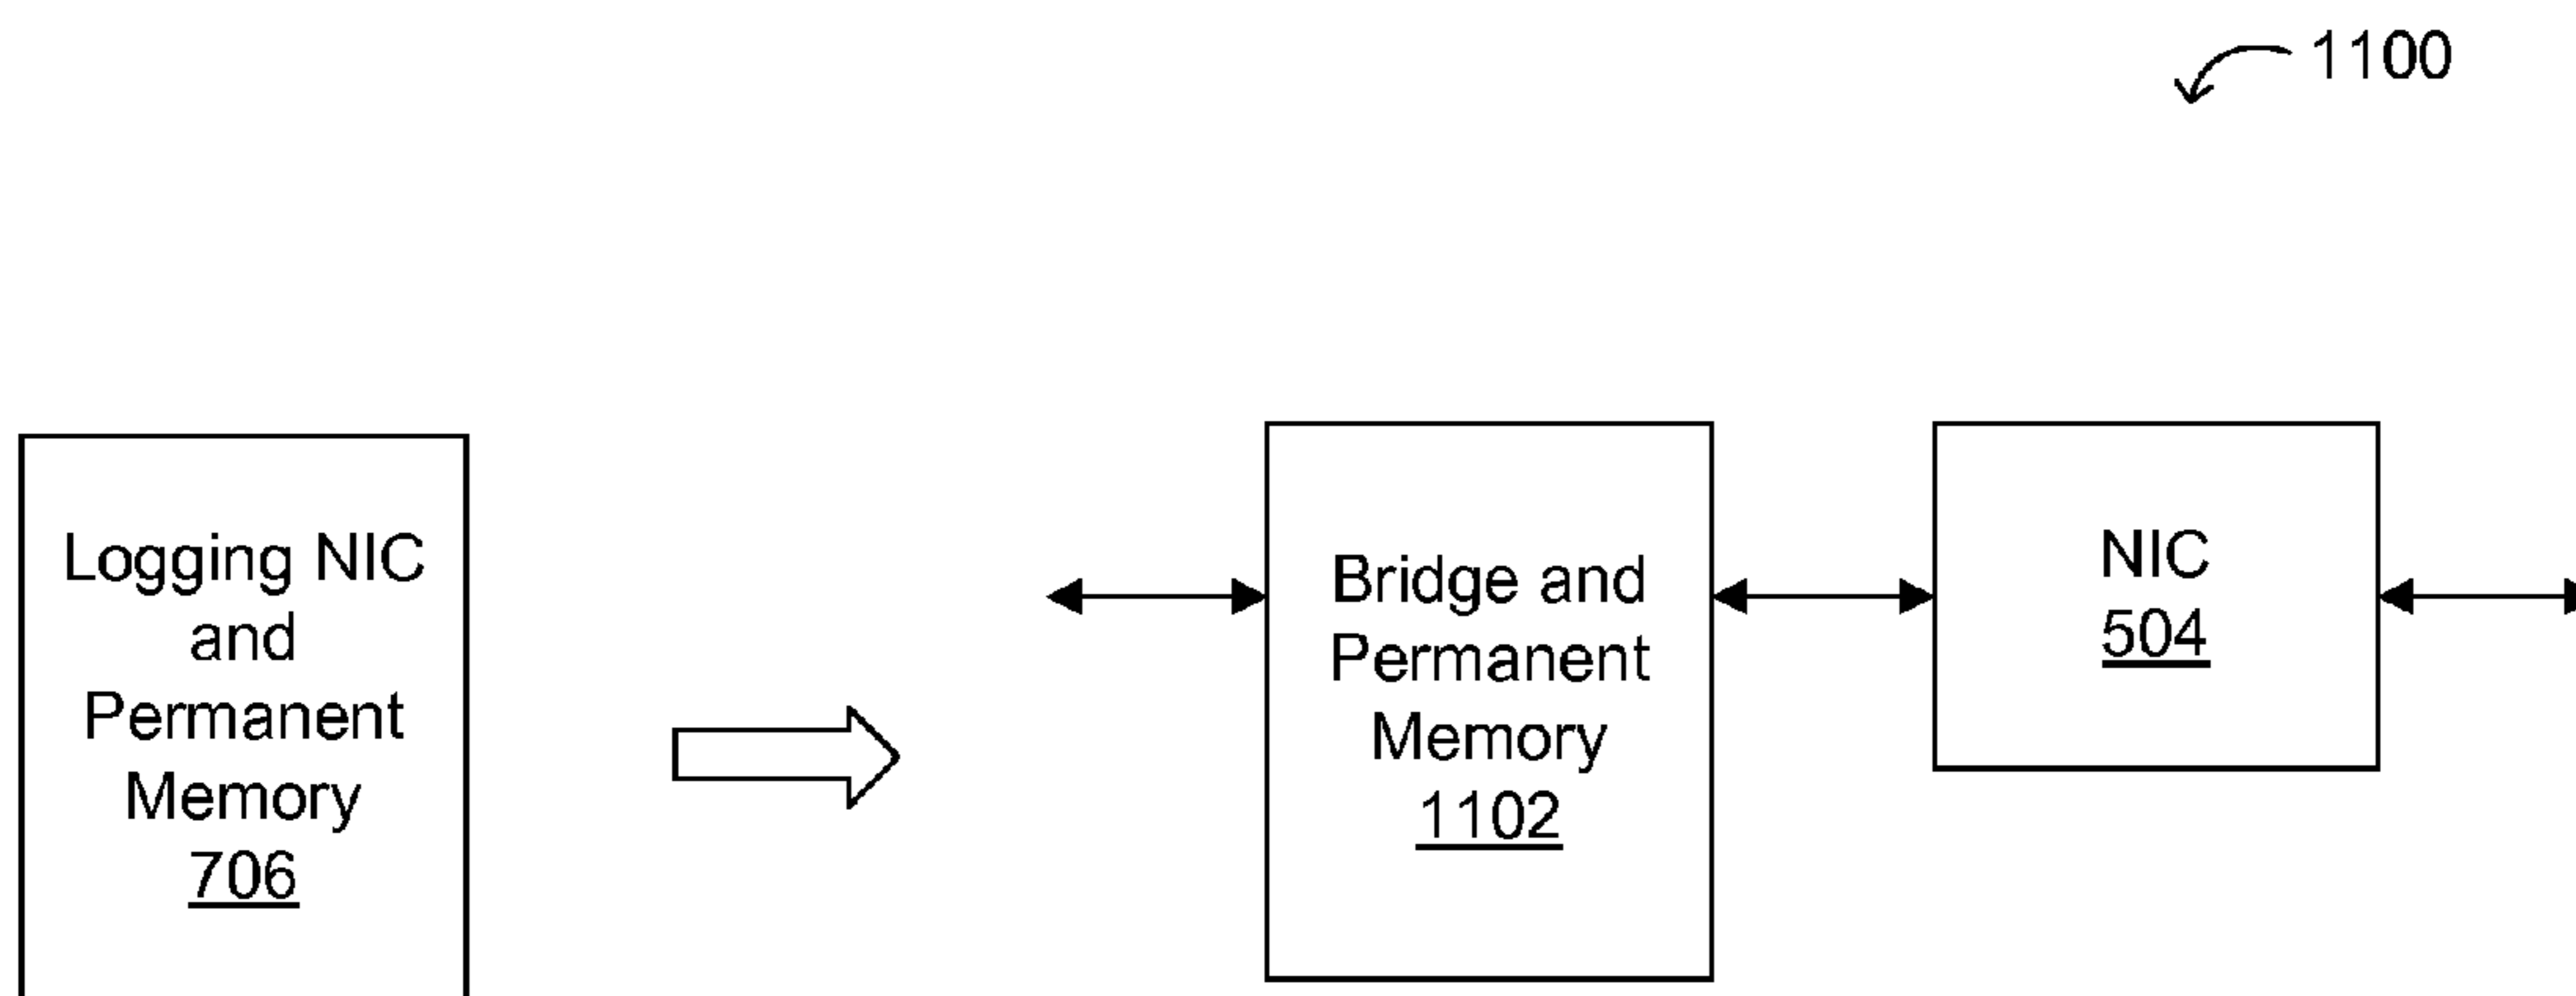 1100
Logging NIC
and
Permanent
Memory
706
Bridge and
Permanent
Memory
1102
NIC
504